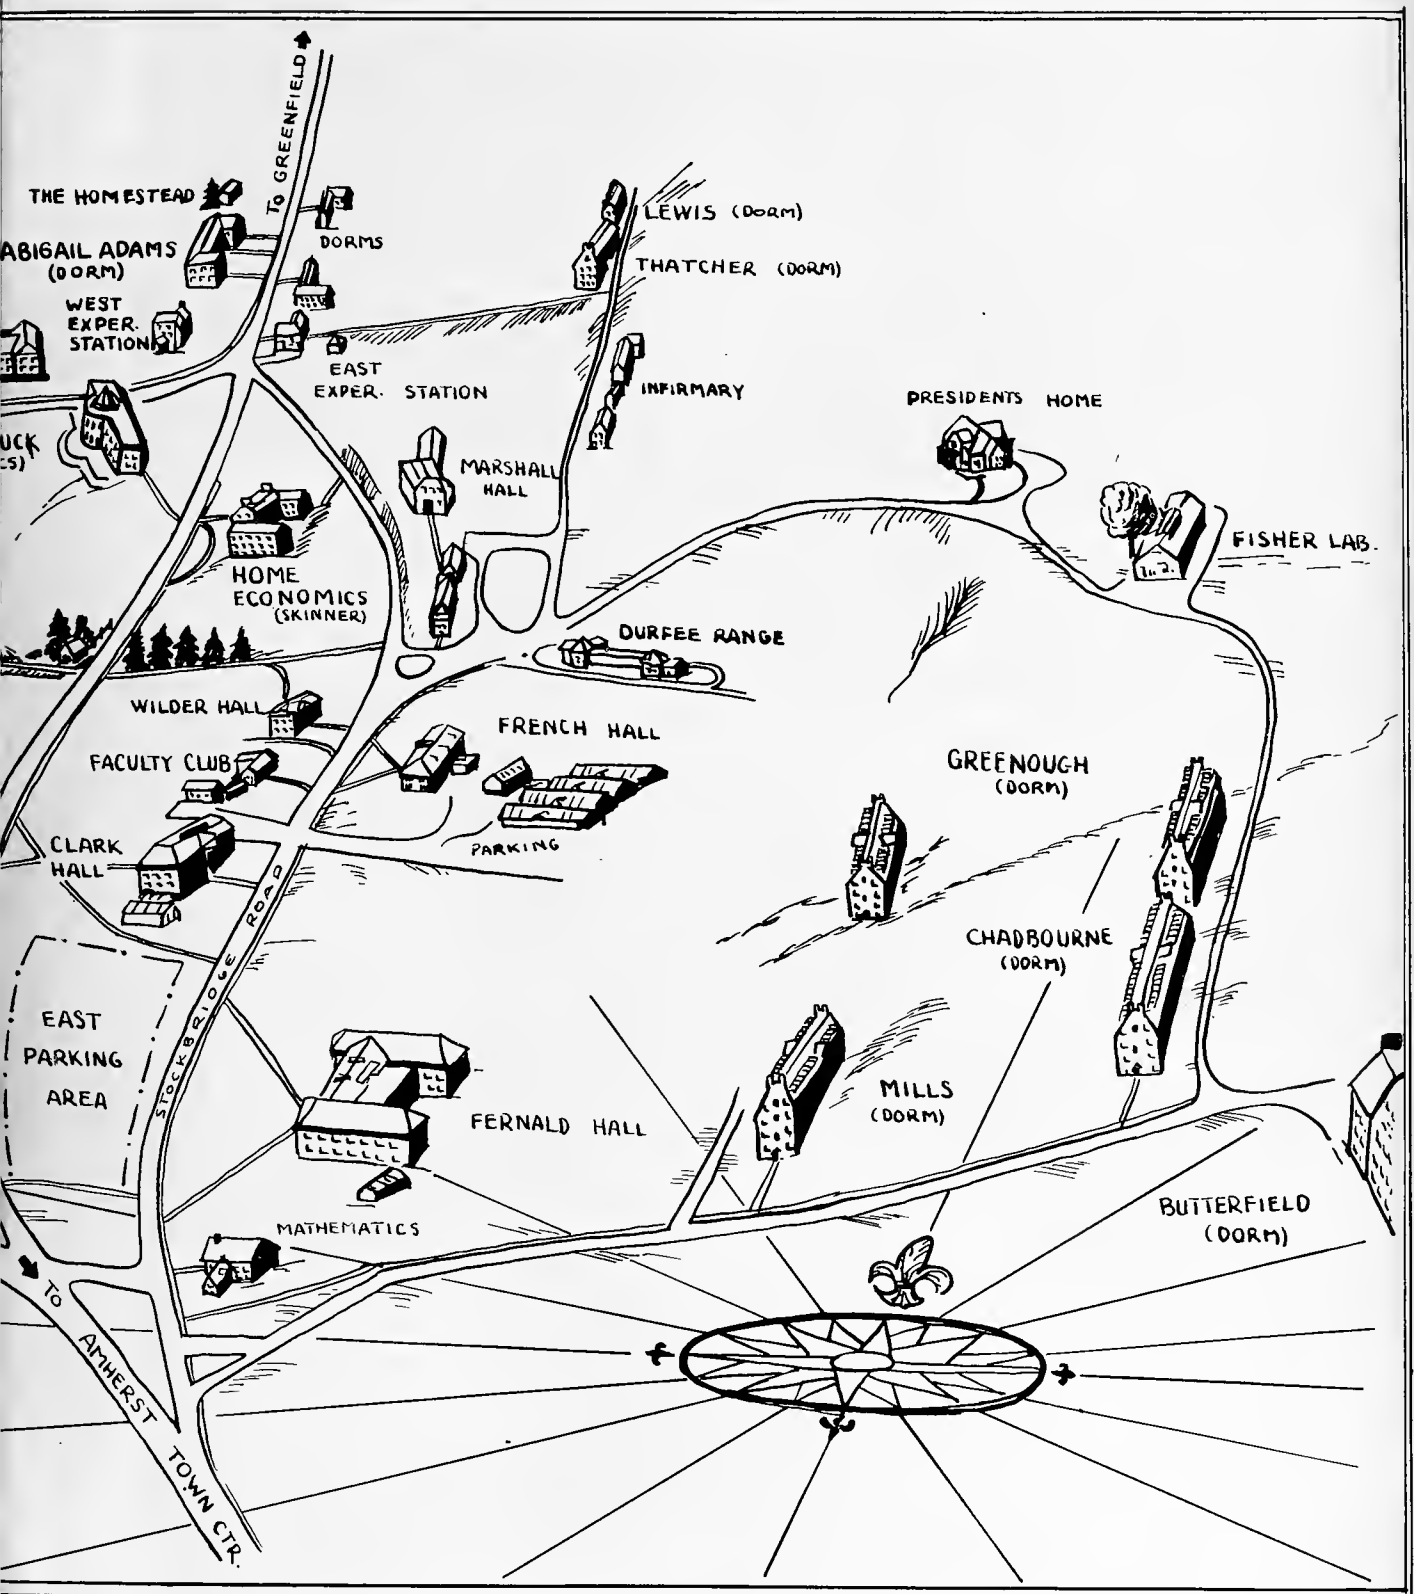 TO GREENFIELD
THE HOMESTEAD
DORMS
ABIGAIL ADAMS
(DORM)
LEWIS (DORM)
THATCHER (DORM)
WEST
EXPER.
STATION
EAST
EXPER. STATION
INFIRMARY
PRESIDENTS HOME
UCK
CS)
MARSHALL
HALL
FISHER LAB.
HOME
ECONOMICS
(SKINNER)
DURFEE RANGE
WILDER HALL
FRENCH HALL
FACULTY CLUB
GREENOUGH
(DORM)
CLARK
HALL
PARKING
STOCKBRIDGE ROAD
CHADBOURNE
(DORM)
EAST
PARKING
AREA
MILLS
(DORM)
FERNALD HALL
MATHEMATICS
BUTTERFIELD
(DORM)
TO AMHERST TOWN CTR.